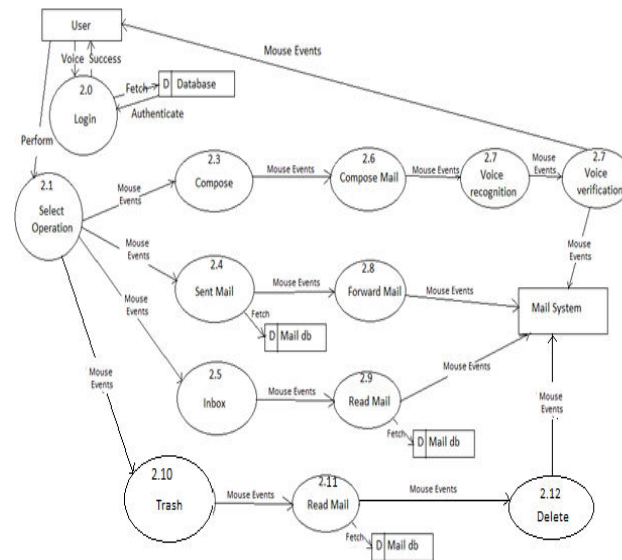 User
Mouse Events
Voice Success
2.0
Login
Fetch
D Database
Authenticate
Perform
2.1
Select
Operation
Mouse
Events
2.3
Compose
Mouse Events
2.6
Compose Mail
Mouse Events
2.7
Voice
recognition
Mouse
Events
2.7
Voice
verification
Mouse
Events
Mouse
Events
2.4
Sent Mail
Mouse Events
2.8
Forward Mail
Mouse Events
Mail System
Fetch
D Mail db
Mouse
Events
2.5
Inbox
Mouse Events
2.9
Read Mail
Mouse Events
Fetch
D Mail db
Mouse
Events
Mouse
Events
2.10
Trash
Mouse Events
2.11
Read Mail
Mouse Events
2.12
Delete
Fetch
D Mail db